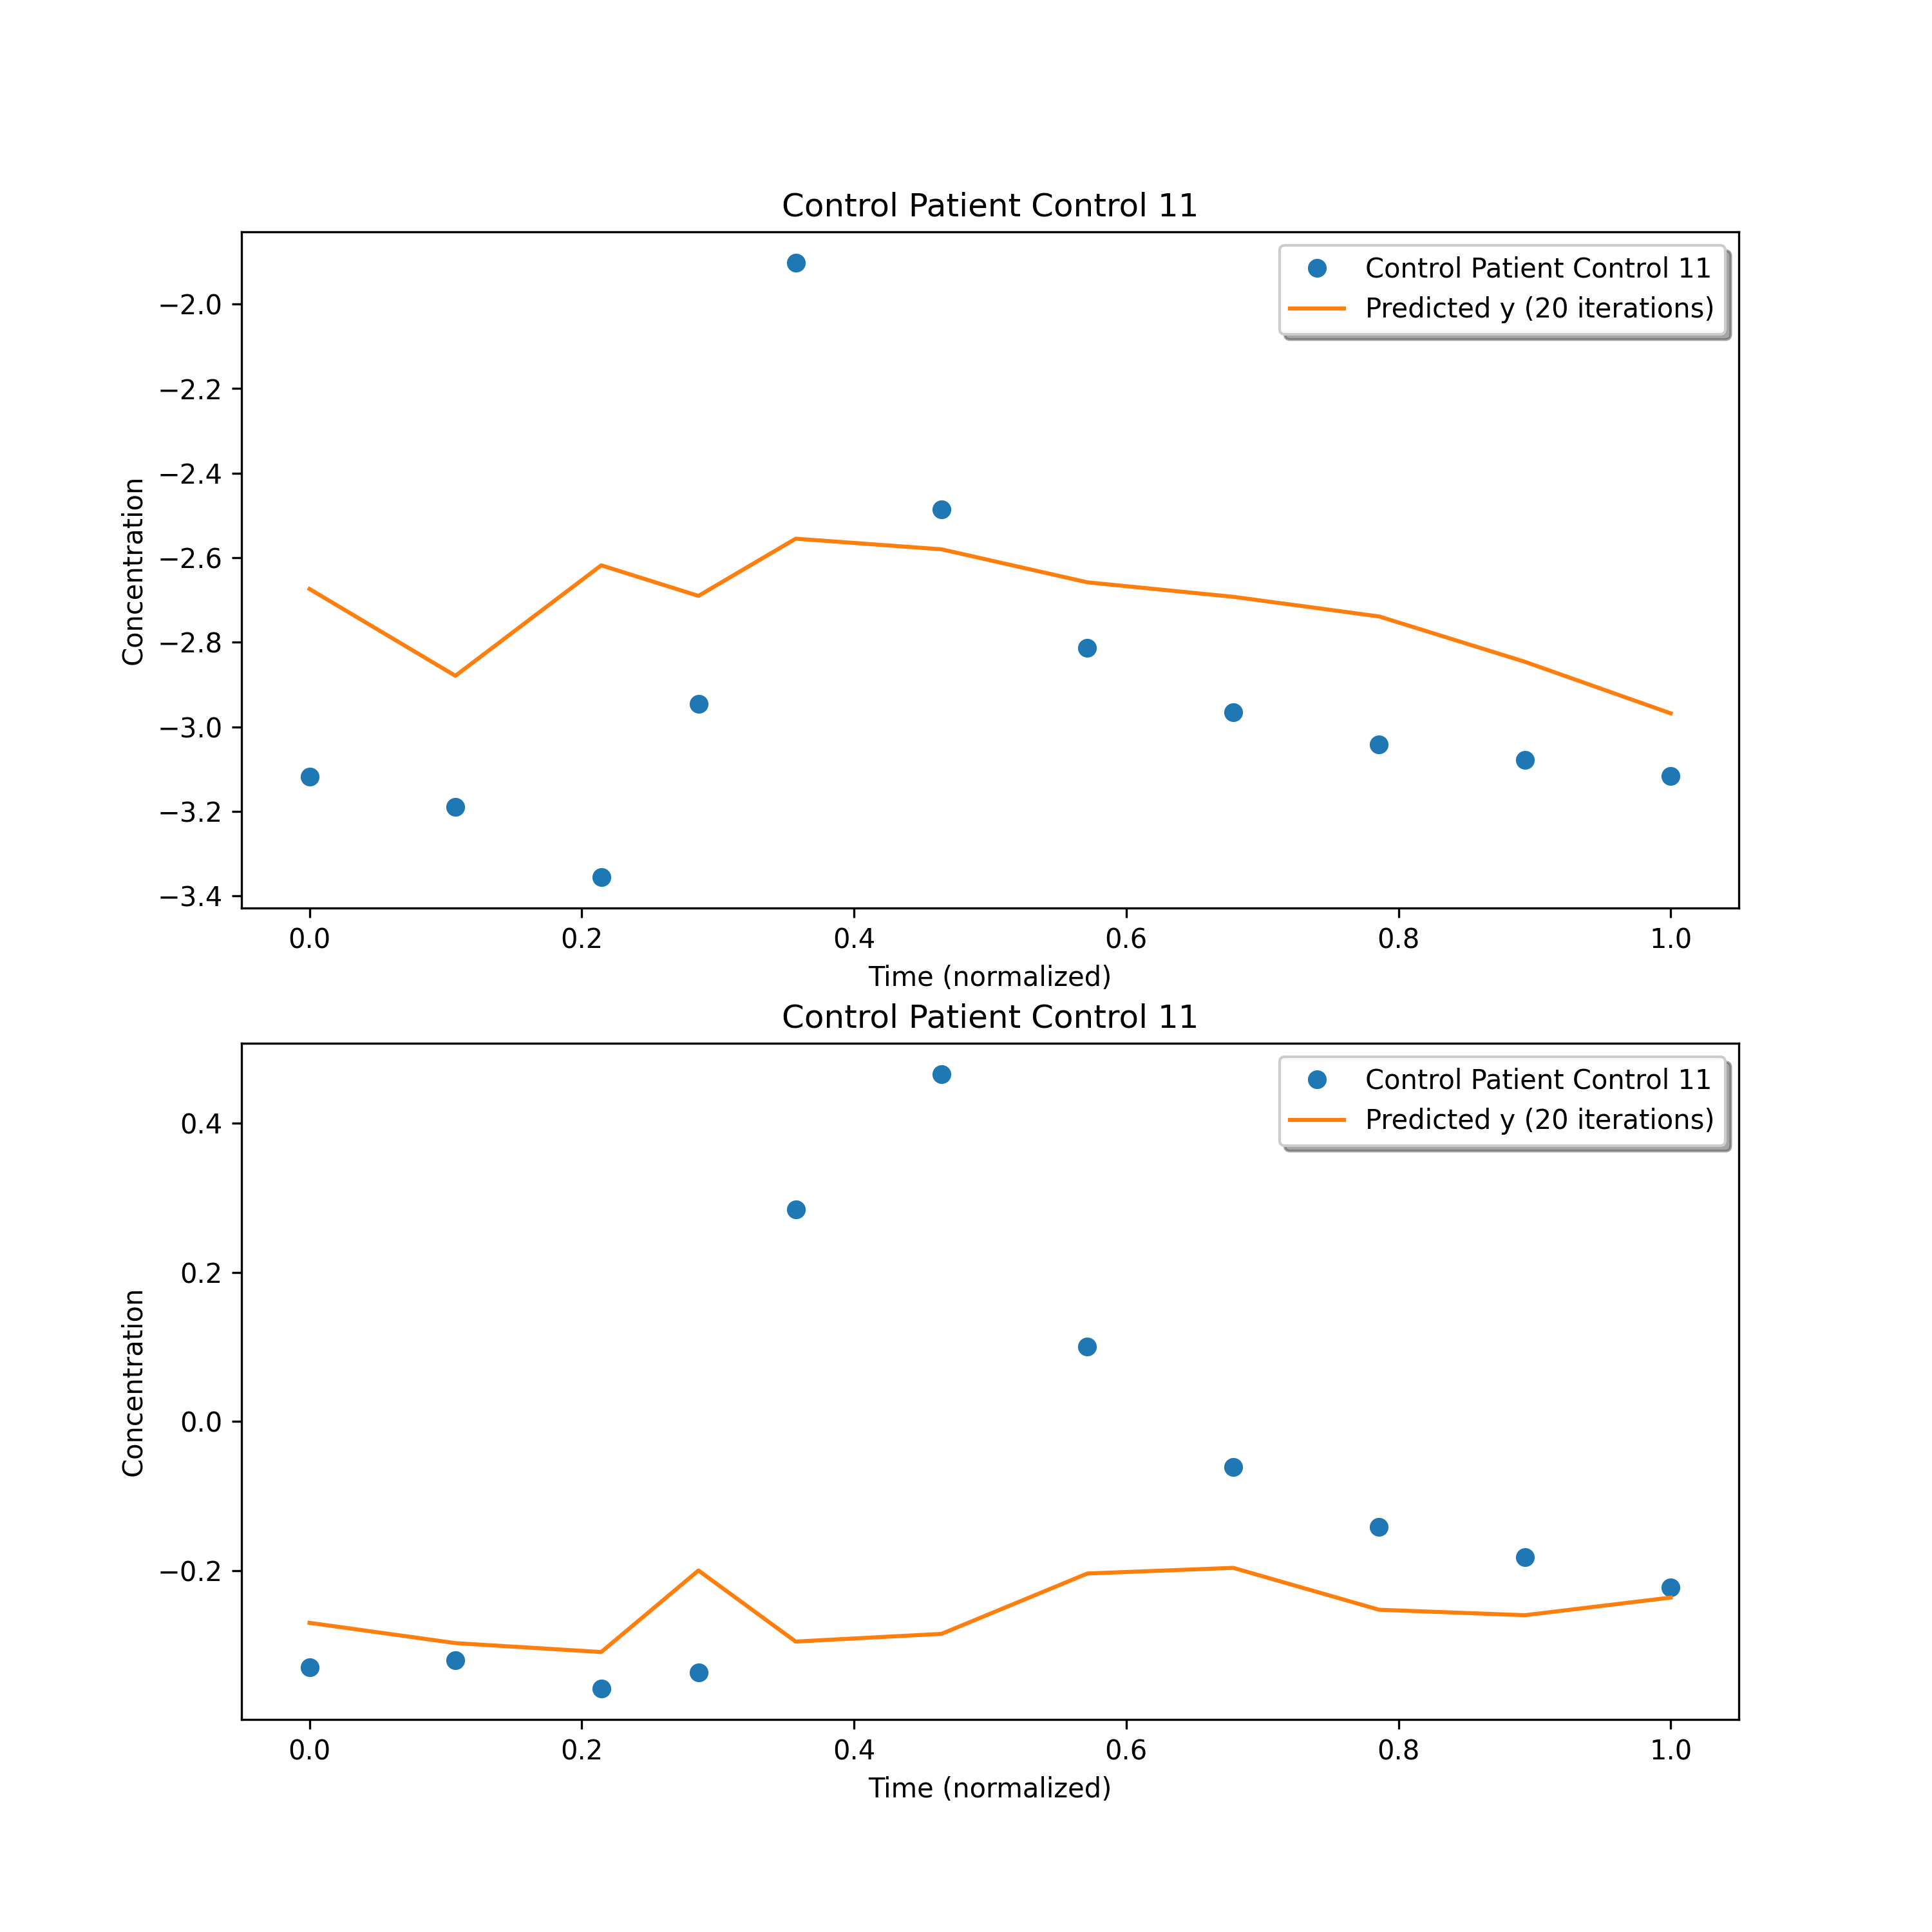 Control Patient Control 11
Control Patient Control 11
Predicted y (20 iterations)
Concentration
−2.0
−2.2
−2.4
−2.6
−2.8
−3.0
−3.2
−3.4
0.0 0.2 0.4 0.6 0.8 1.0
Time (normalized)
Control Patient Control 11
Control Patient Control 11
Predicted y (20 iterations)
Concentration
0.4
0.2
0.0
−0.2
0.0 0.2 0.4 0.6 0.8 1.0
Time (normalized)